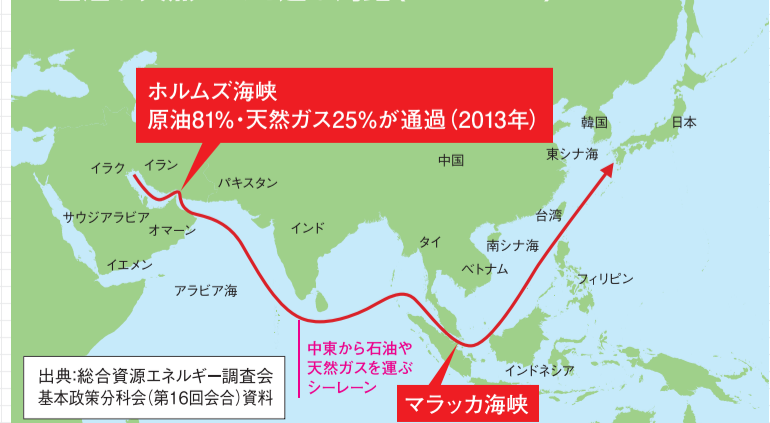 ホルムズ海峡
原油81%・天然ガス25%が通過(2013年)
韓国
日本
東シナ海
中国
イラク
イラン
パキスタン
サウジアラビア
オマーン
インド
タイ
台湾
南シナ海
ベトナム
フィリピン
イエメン
アラビア海
中東から石油や
天然ガスを運ぶ
シーレーン
インドネシア
マラッカ海峡
出典:総合資源エネルギー調査会
基本政策分科会(第16回会合)資料